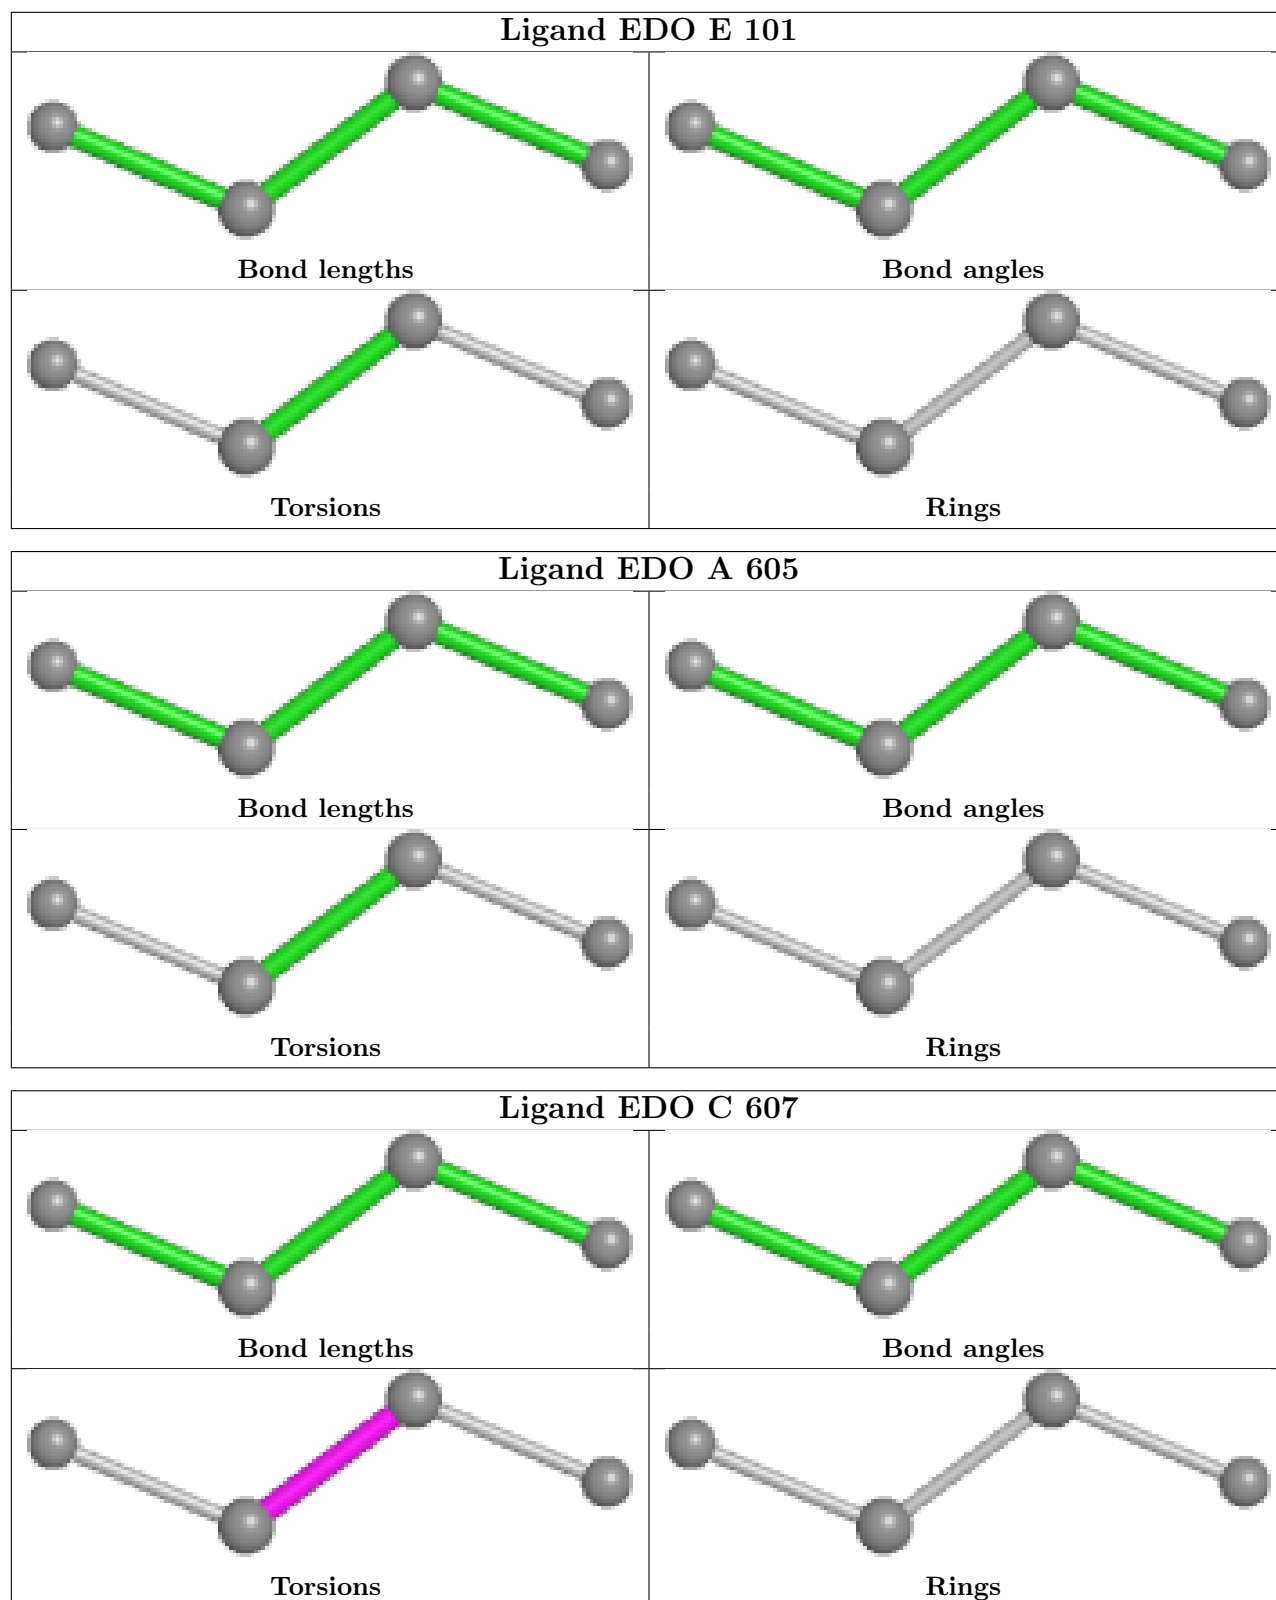 Ligand EDO E 101
Bond lengths
Bond angles
Torsions
Rings
Ligand EDO A 605
Bond lengths
Bond angles
Torsions
Rings
Ligand EDO C 607
Bond lengths
Bond angles
Torsions
Rings